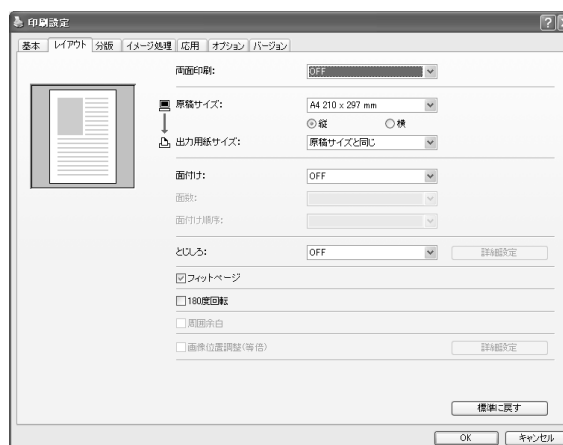 印刷設定
基本 レイアウト 分版 イメージ処理 応用 オプション バージョン
両面印刷: OFF
原稿サイズ: A4 210 x 297 mm
縦 横
出力用紙サイズ: 原稿サイズと同じ
面付け: OFF
面数:
面付け順序:
とじしろ: OFF 詳細設定
フィットページ
180度回転
周囲余白
画像位置調整(等倍) 詳細設定
標準に戻す
OK キャンセル